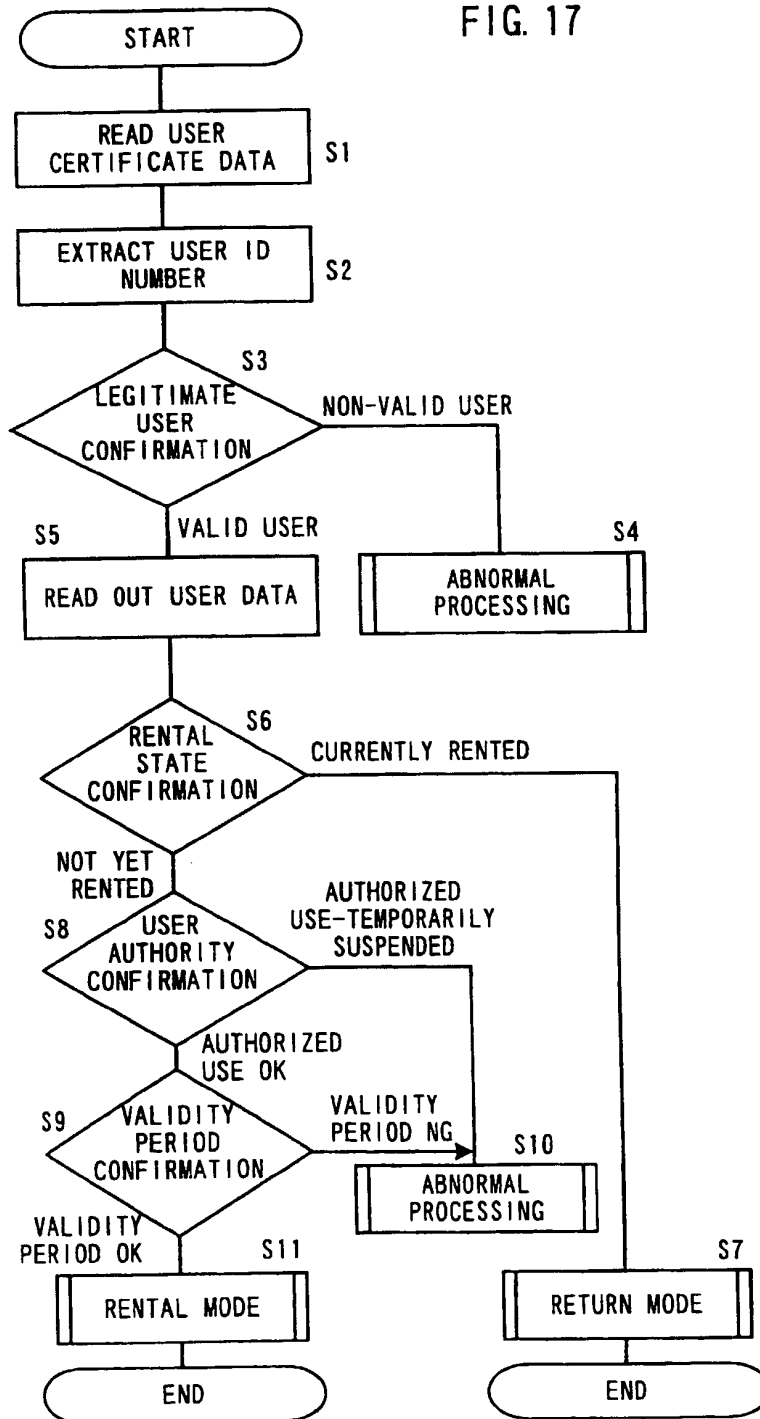 FIG. 17
START
READ USER
CERTIFICATE DATA
S1
EXTRACT USER ID
NUMBER
S2
S3
LEGITIMATE
USER
CONFIRMATION
NON-VALID USER
S5
VALID USER
S4
READ OUT USER DATA
ABNORMAL
PROCESSING
S6
RENTAL
STATE
CONFIRMATION
CURRENTLY RENTED
NOT YET
RENTED
AUTHORIZED
USE-TEMPORARILY
SUSPENDED
S8
USER
AUTHORITY
CONFIRMATION
AUTHORIZED
USE OK
S9
VALIDITY
PERIOD
CONFIRMATION
VALIDITY
PERIOD NG
S10
ABNORMAL
PROCESSING
VALIDITY
PERIOD OK
S11
S7
RENTAL MODE
RETURN MODE
END
END